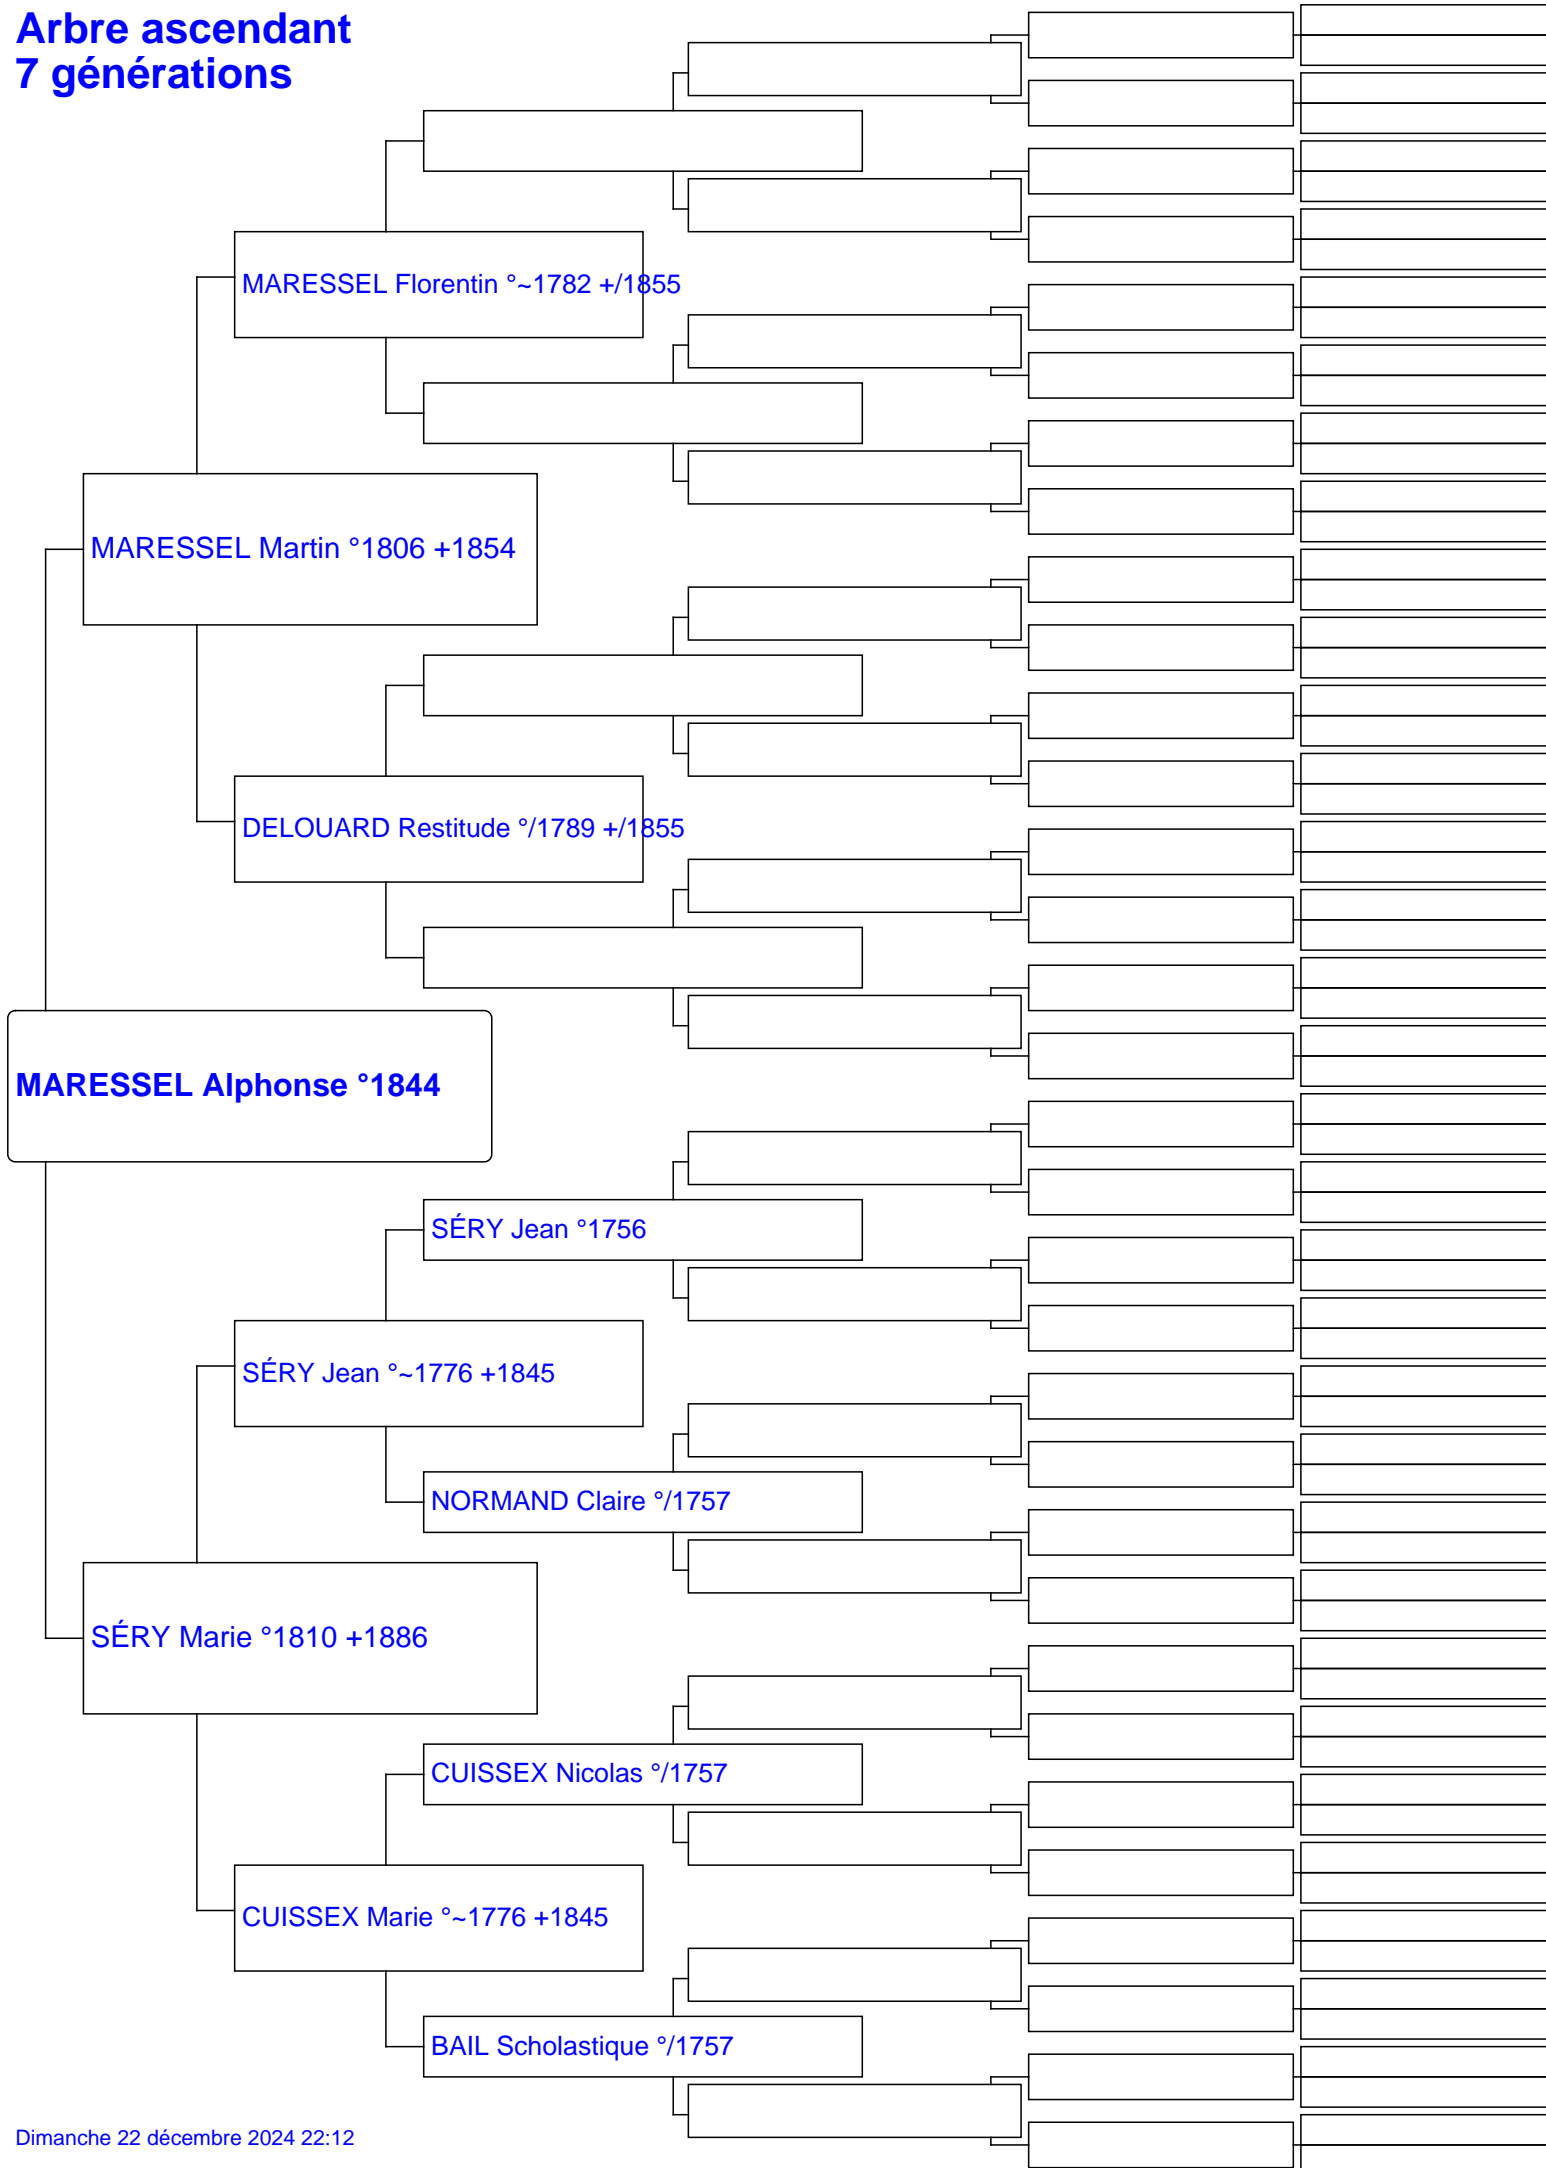 Arbre ascendant
7 générations
MARESSEL Florentin °~1782 +/1855
MARESSEL Martin °1806 +1854
DELOUARD Restitude °/1789 +/1855
MARESSEL Alphonse °1844
SÉRY Jean °1756
SÉRY Jean °~1776 +1845
NORMAND Claire °/1757
SÉRY Marie °1810 +1886
CUISSEX Nicolas °/1757
CUISSEX Marie °~1776 +1845
BAIL Scholastique °/1757
Dimanche 22 décembre 2024 22:12